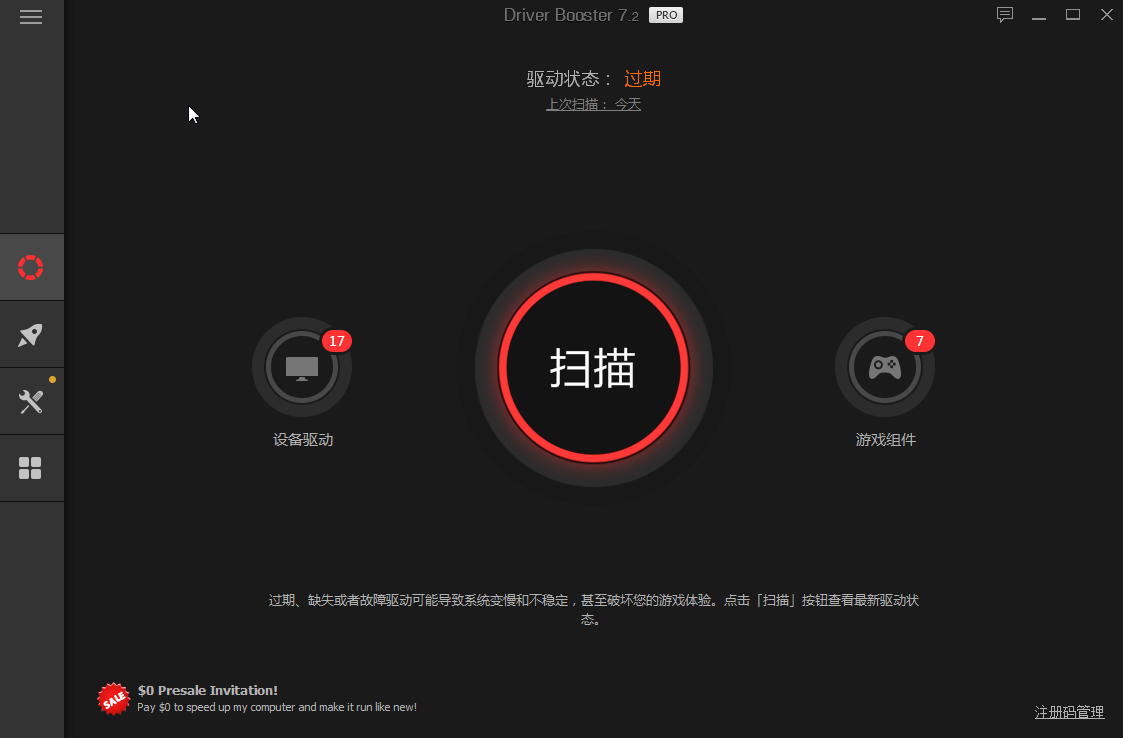 Driver Booster 7.2 PRO
驱动状态： 过期
上次扫描： 今天
17
7
扫描
设备驱动
游戏组件
过期、缺失或者故障驱动可能导致系统变慢和不稳定，甚至破坏您的游戏体验。点击「扫描」按钮查看最新驱动状
态。
SALE
$0 Presale Invitation!
Pay $0 to speed up my computer and make it run like new!
注册码管理